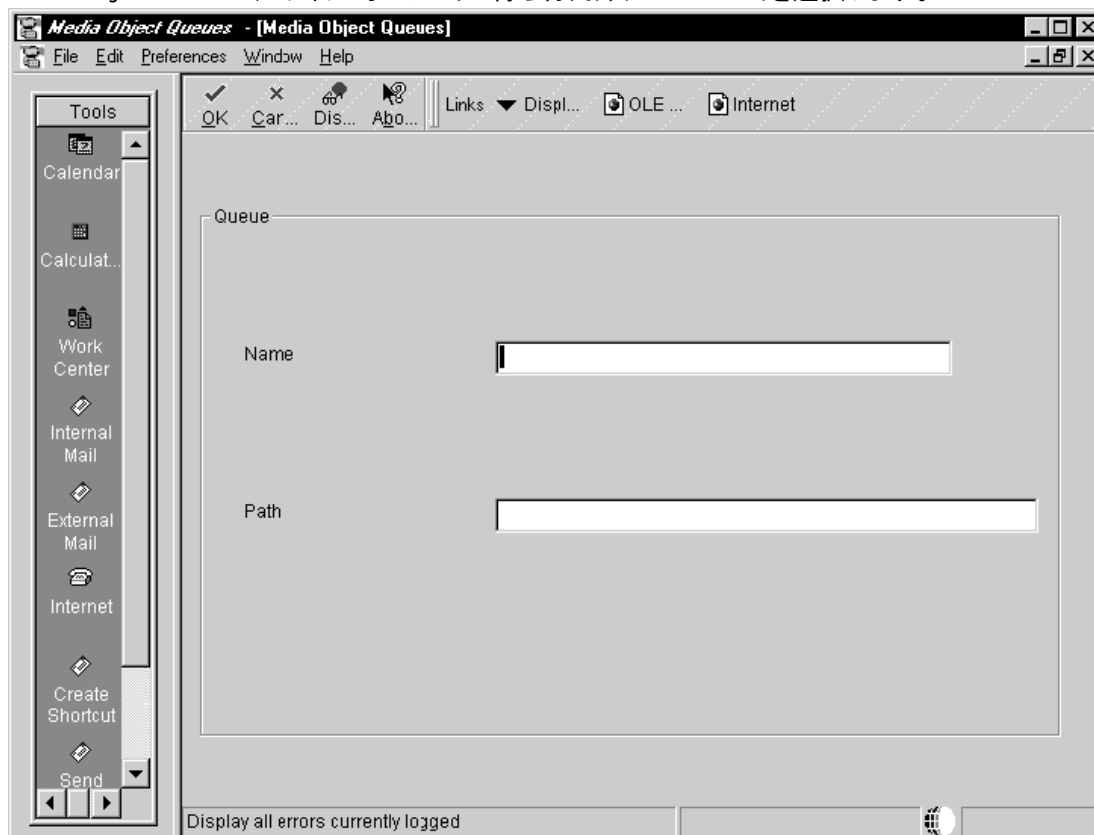 Media Object Queues - [Media Object Queues]
File Edit Preferences Window Help
Tools
OK Car... Dis... Abo... Links Displ... OLE ... Internet
Calendar
Calculat...
Work
Center
Internal
Mail
External
Mail
Internet
Create
Shortcut
Send
Queue
Name
Path
Display all errors currently logged